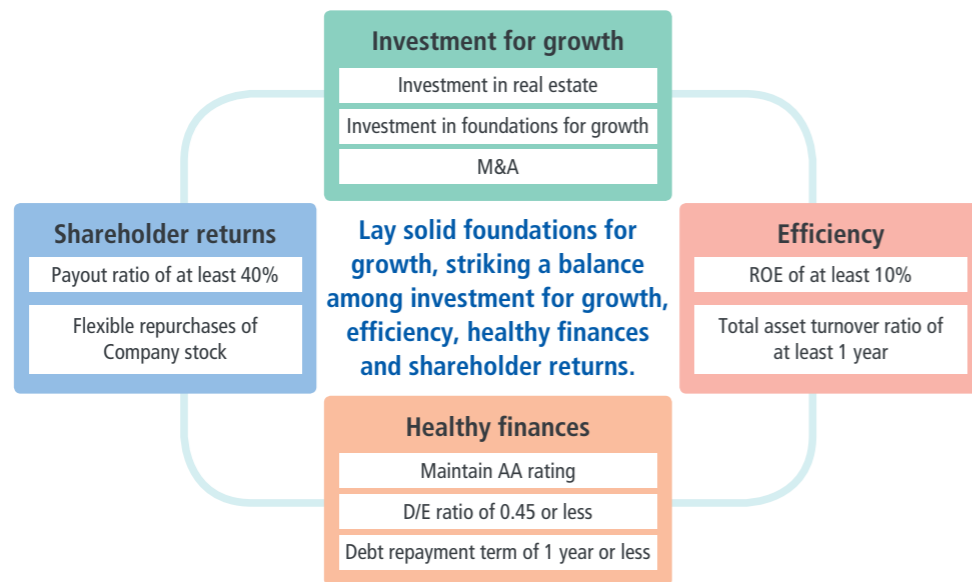 Investment for growth
Investment in real estate
Investment in foundations for growth
M&A
Shareholder returns
Payout ratio of at least 40%
Flexible repurchases of
Company stock
Lay solid foundations for
growth, striking a balance
among investment for growth,
efficiency, healthy finances
and shareholder returns.
Efficiency
ROE of at least 10%
Total asset turnover ratio of
at least 1 year
Healthy finances
Maintain AA rating
D/E ratio of 0.45 or less
Debt repayment term of 1 year or less